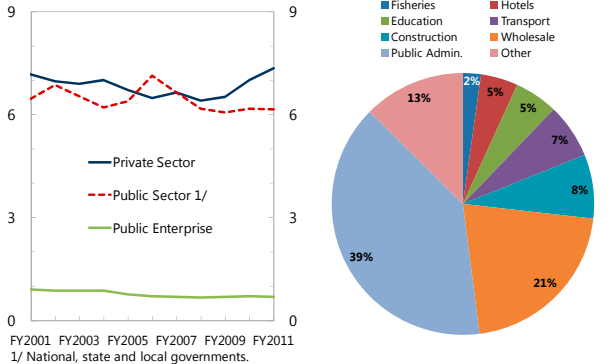 9
6
3
0
9
6
3
0
Private Sector
Public Sector 1/
Public Enterprise
FY2001 FY2003 FY2005 FY2007 FY2009 FY2011
1/ National, state and local governments.
Fisheries Hotels
Education Transport
Construction Wholesale
Public Admin. Other
2%
5%
5%
7%
8%
21%
39%
13%